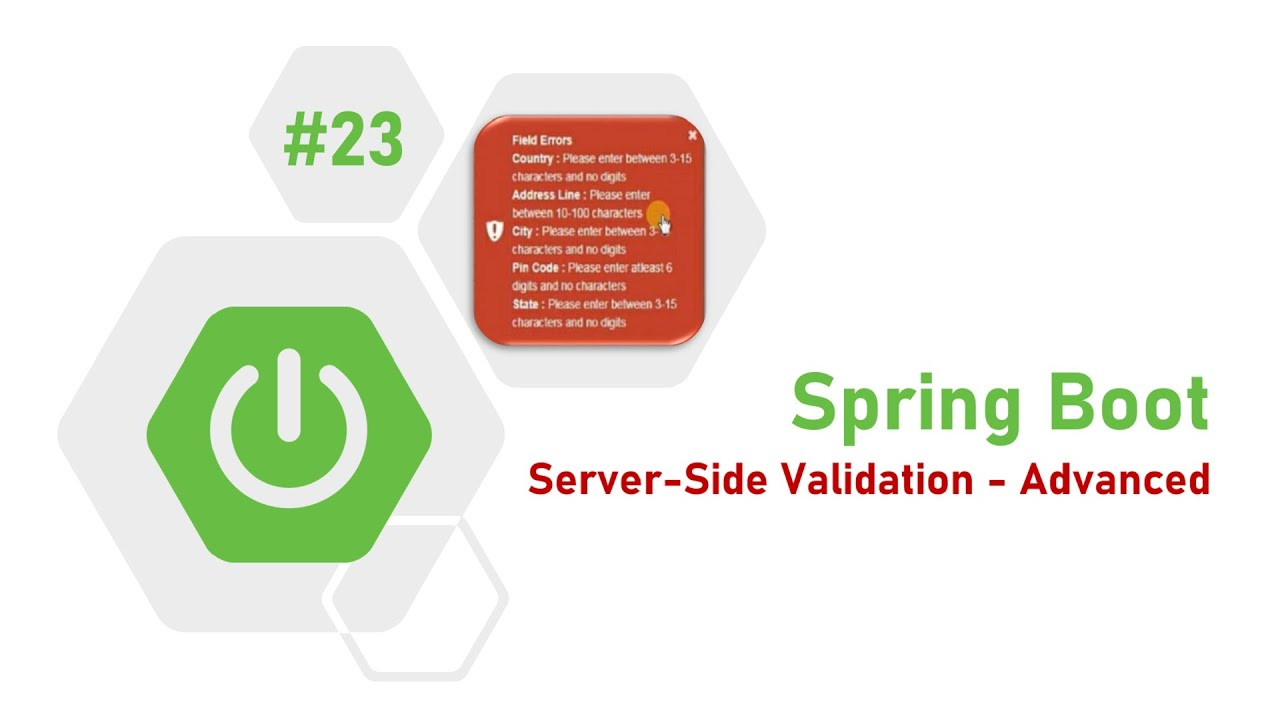 #23
Field Errors
Country : Please enter between 3-15
characters and no digits
Address Line : Please enter
between 10-100 characters
City : Please enter between 3-
characters and no digits
Pin Code : Please enter atleast 6
digits and no characters
State : Please enter between 3-15
characters and no digits
Spring Boot
Server-Side Validation - Advanced